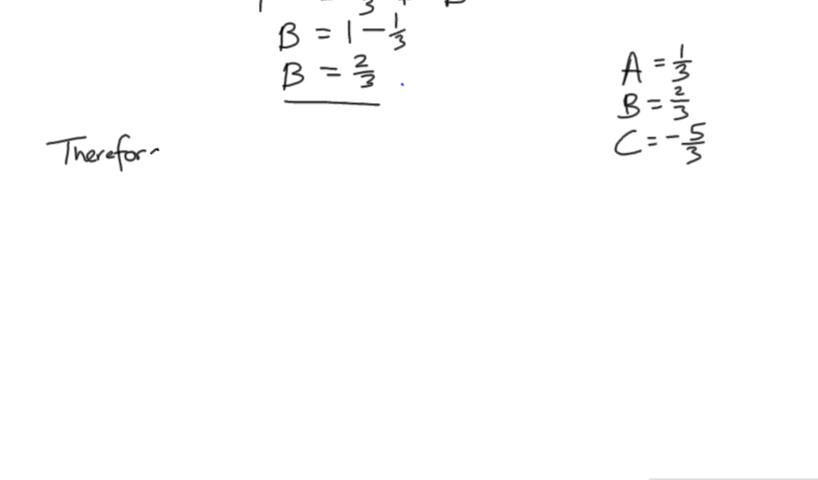 B = 1 - 1/3
B = 2/3
A = 1/3
B = 2/3
C = -5/3
Therefor